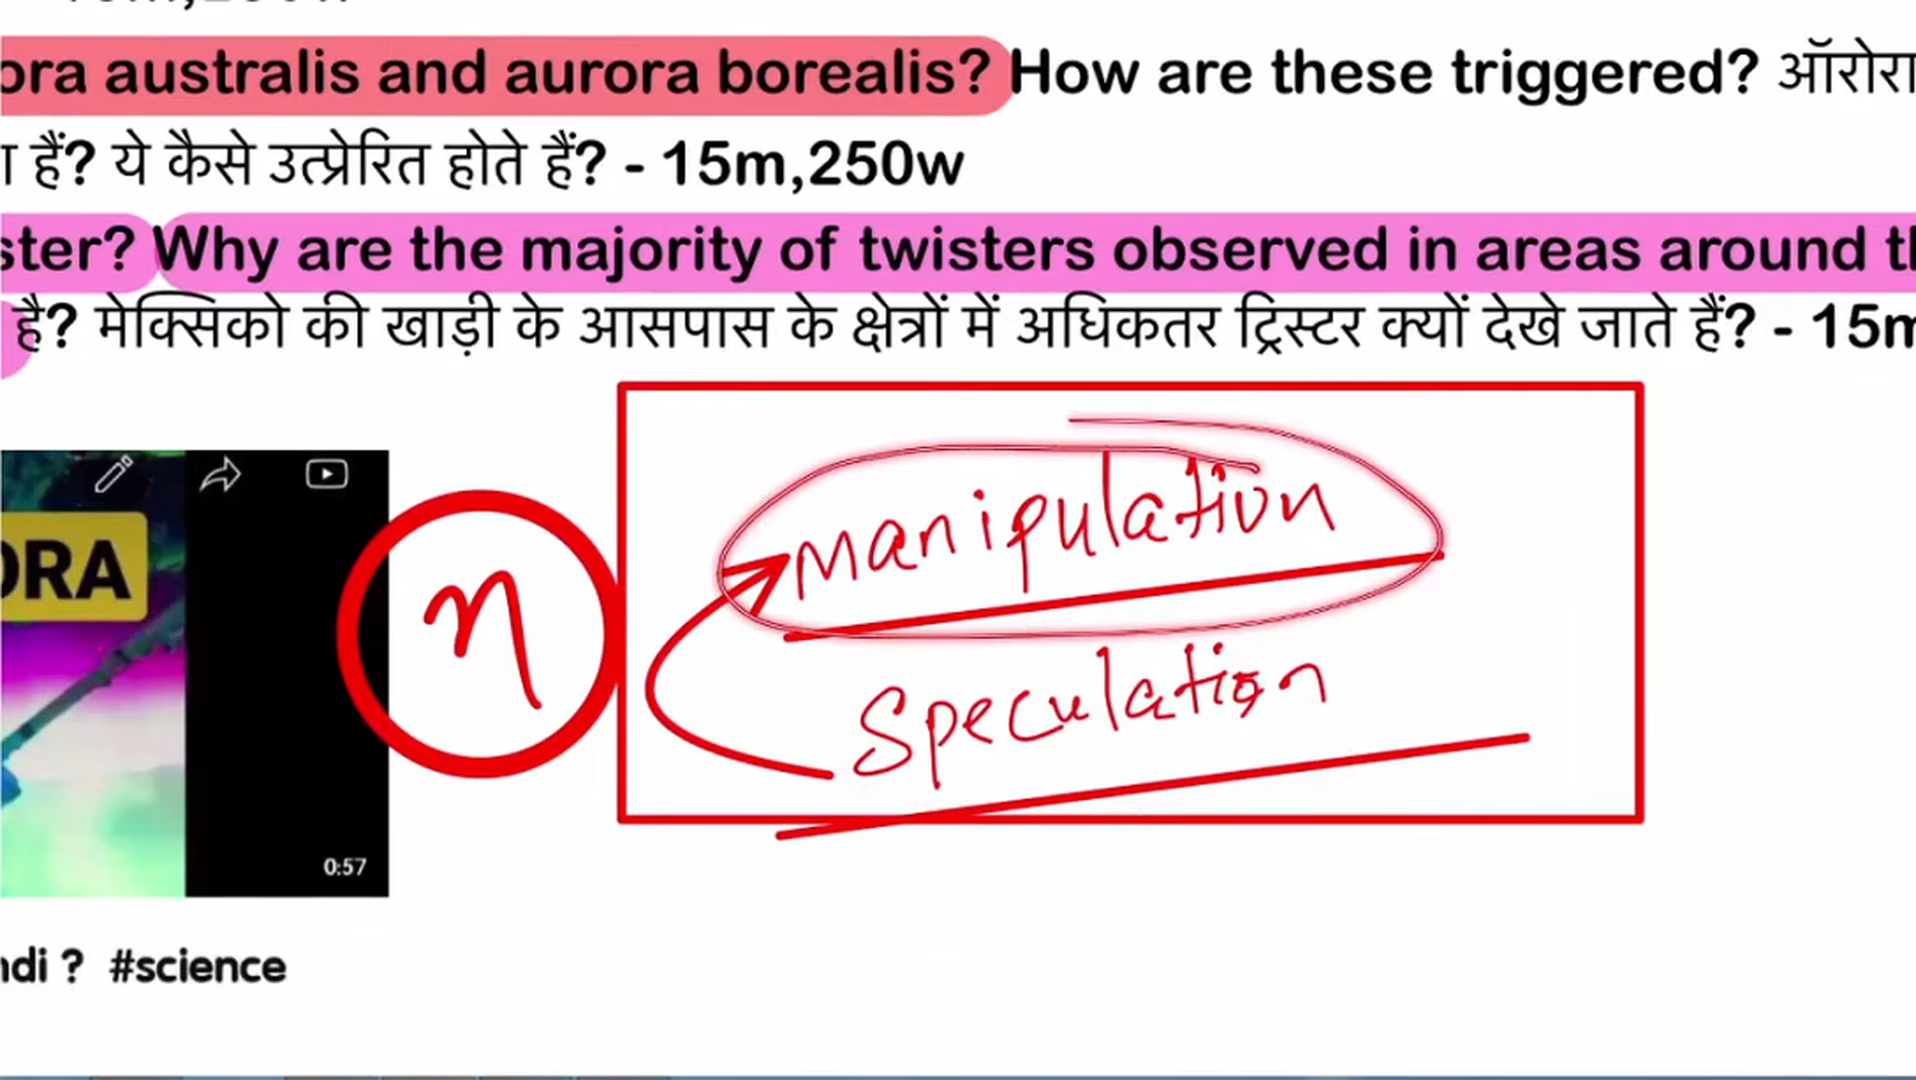 ora australis and aurora borealis? How are these triggered? ऑरोरा
हैं? ये कैसे उत्प्रेरित होते हैं? - 15m,250w
ster? Why are the majority of twisters observed in areas around th
है? मेक्सिको की खाड़ी के आसपास के क्षेत्रों में अधिकतर ट्विस्टर क्यों देखे जाते हैं? - 15m
manipulation
ORA
η
Speculation
0:57
ndi ? #science